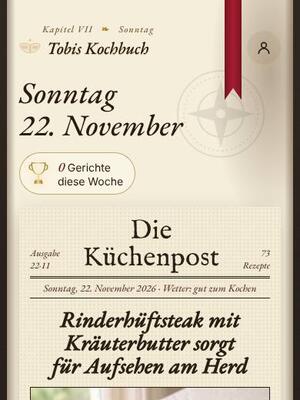 Kapitel VII ❧ Sonntag
Tobis Kochbuch
Sonntag
22. November
0 Gerichte
diese Woche
Die
Küchenpost
Ausgabe
22·11
73
Rezepte
Sonntag, 22. November 2026 · Wetter: gut zum Kochen
Rinderhüftsteak mit
Kräuterbutter sorgt
für Aufsehen am Herd